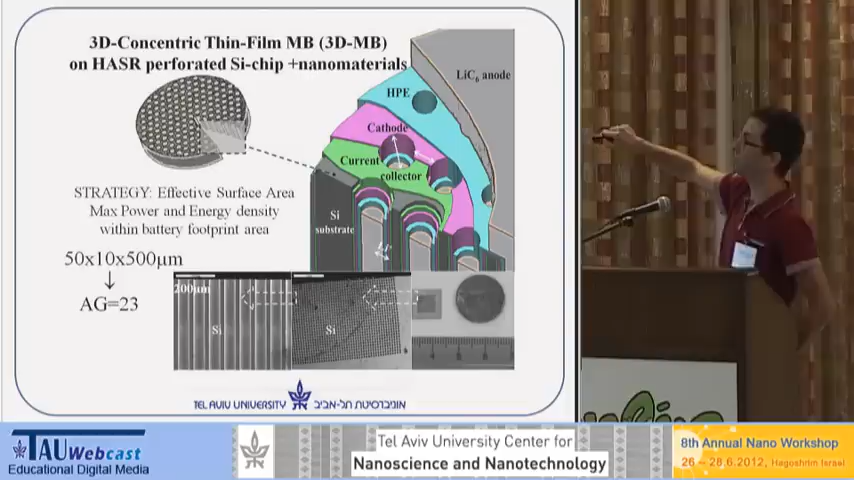 3D-Concentric Thin-Film MB (3D-MB)
on HASR perforated Si-chip +nanomaterials
LiC6 anode
HPE
Cathode
Current
collector
Si
substrate
STRATEGY: Effective Surface Area
Max Power and Energy density
within battery footprint area
50x10x500μm
↓
AG=23
200μm
Si
Si
TEL AVIV UNIVERSITY אוניברסיטת תל-אביב
TAU Webcast
Educational Digital Media
Tel Aviv University Center for
Nanoscience and Nanotechnology
8th Annual Nano Workshop
26 – 28.6.2012, Hagoshrim Israel